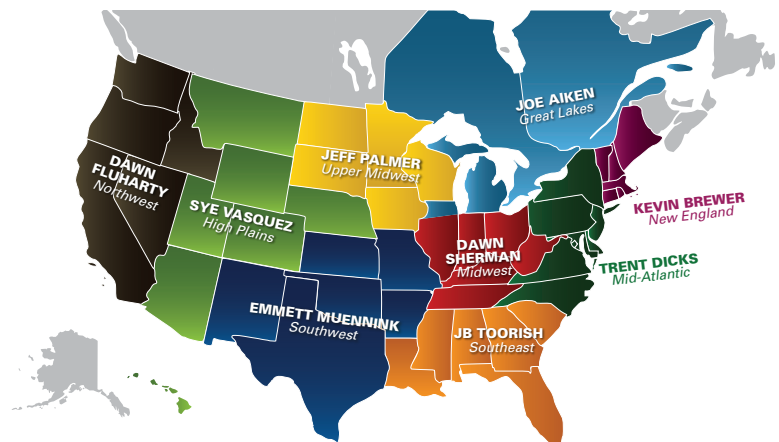 JOE AIKEN
Great Lakes
JEFF PALMER
Upper Midwest
DAWN
FLUHARTY
Northwest
SYE VASQUEZ
High Plains
KEVIN BREWER
New England
DAWN
SHERMAN
Midwest
TRENT DICKS
Mid-Atlantic
EMMETT MUENNINK
Southwest
JB TOORISH
Southeast